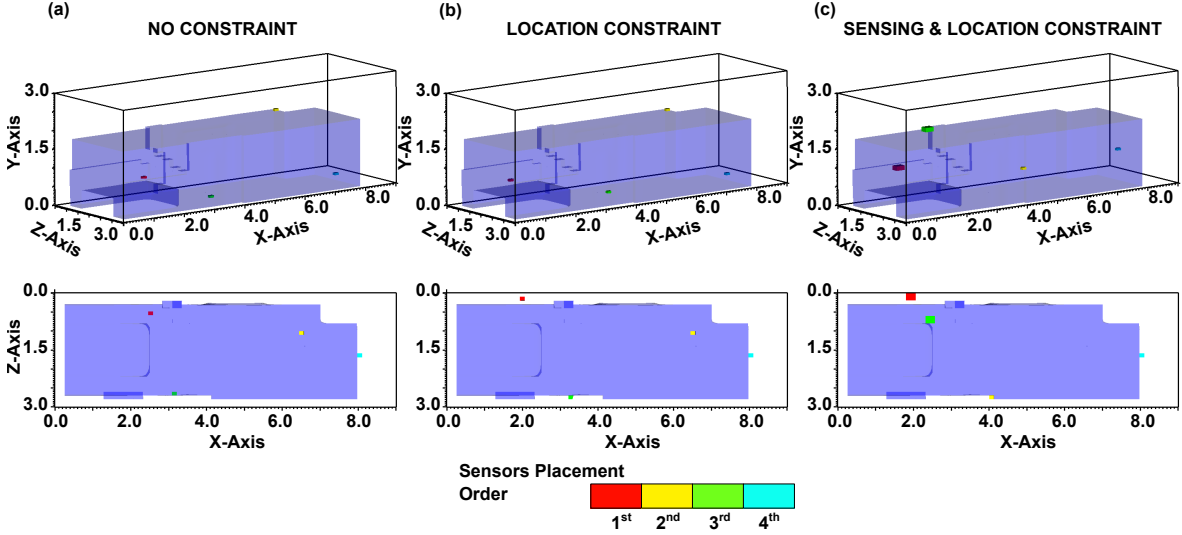 (a)
NO CONSTRAINT
3.0
1.5
0.0
Y-Axis
1.5
3.0
Z-Axis
0.0
2.0
4.0
6.0
8.0
X-Axis
0.0
1.5
3.0
Z-Axis
0.0
2.0
4.0
6.0
8.0
X-Axis
(b)
LOCATION CONSTRAINT
3.0
1.5
0.0
Y-Axis
1.5
3.0
Z-Axis
0.0
2.0
4.0
6.0
8.0
X-Axis
0.0
1.5
3.0
0.0
2.0
4.0
6.0
8.0
X-Axis
(c)
SENSING & LOCATION CONSTRAINT
3.0
1.5
0.0
Y-Axis
1.5
3.0
Z-Axis
0.0
2.0
4.0
6.0
8.0
X-Axis
0.0
1.5
3.0
0.0
2.0
4.0
6.0
8.0
X-Axis
Sensors Placement
Order
1st 2nd 3rd 4th